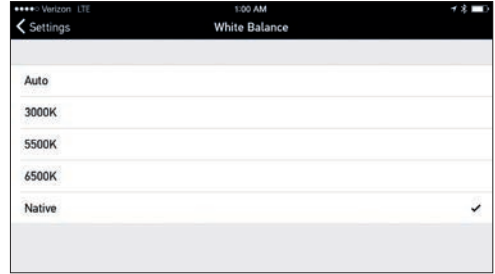 Verizon LTE 1:00 AM
Settings White Balance
Auto
3000K
5500K
6500K
Native